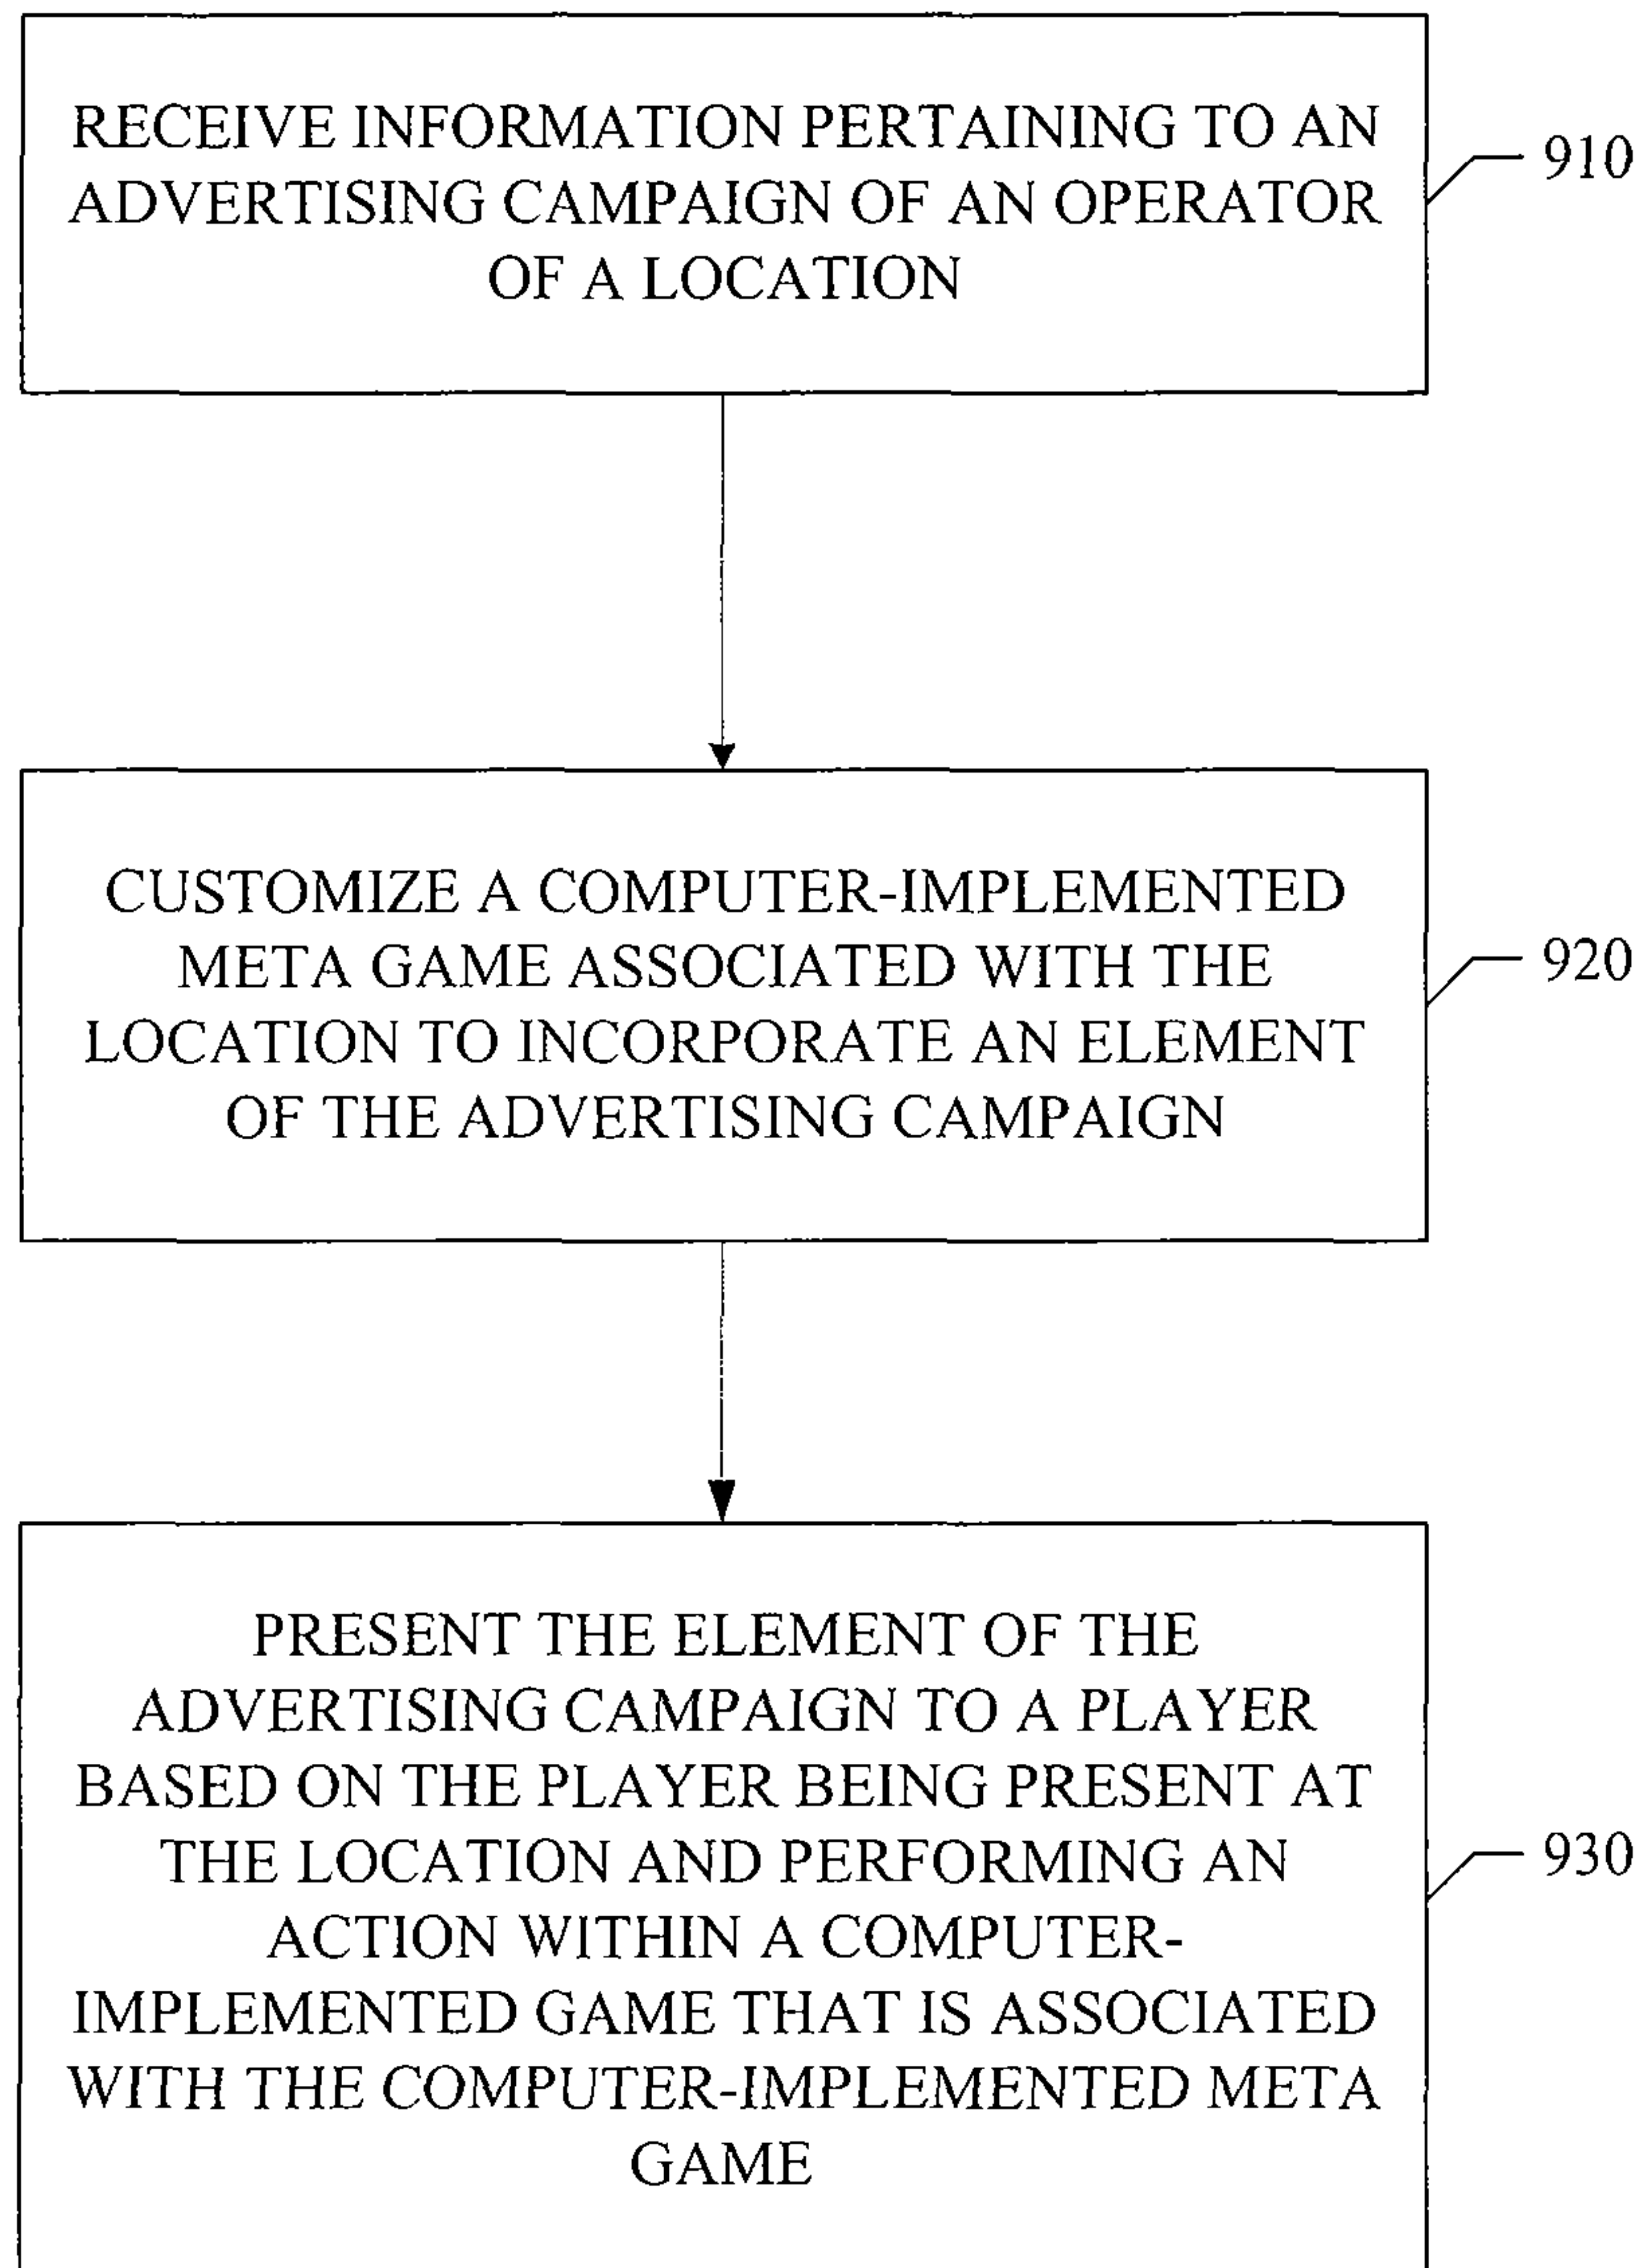 RECEIVE INFORMATION PERTAINING TO AN
ADVERTISING CAMPAIGN OF AN OPERATOR
OF A LOCATION
910
CUSTOMIZE A COMPUTER-IMPLEMENTED
META GAME ASSOCIATED WITH THE
LOCATION TO INCORPORATE AN ELEMENT
OF THE ADVERTISING CAMPAIGN
920
PRESENT THE ELEMENT OF THE
ADVERTISING CAMPAIGN TO A PLAYER
BASED ON THE PLAYER BEING PRESENT AT
THE LOCATION AND PERFORMING AN
ACTION WITHIN A COMPUTER-
IMPLEMENTED GAME THAT IS ASSOCIATED
WITH THE COMPUTER-IMPLEMENTED META
GAME
930